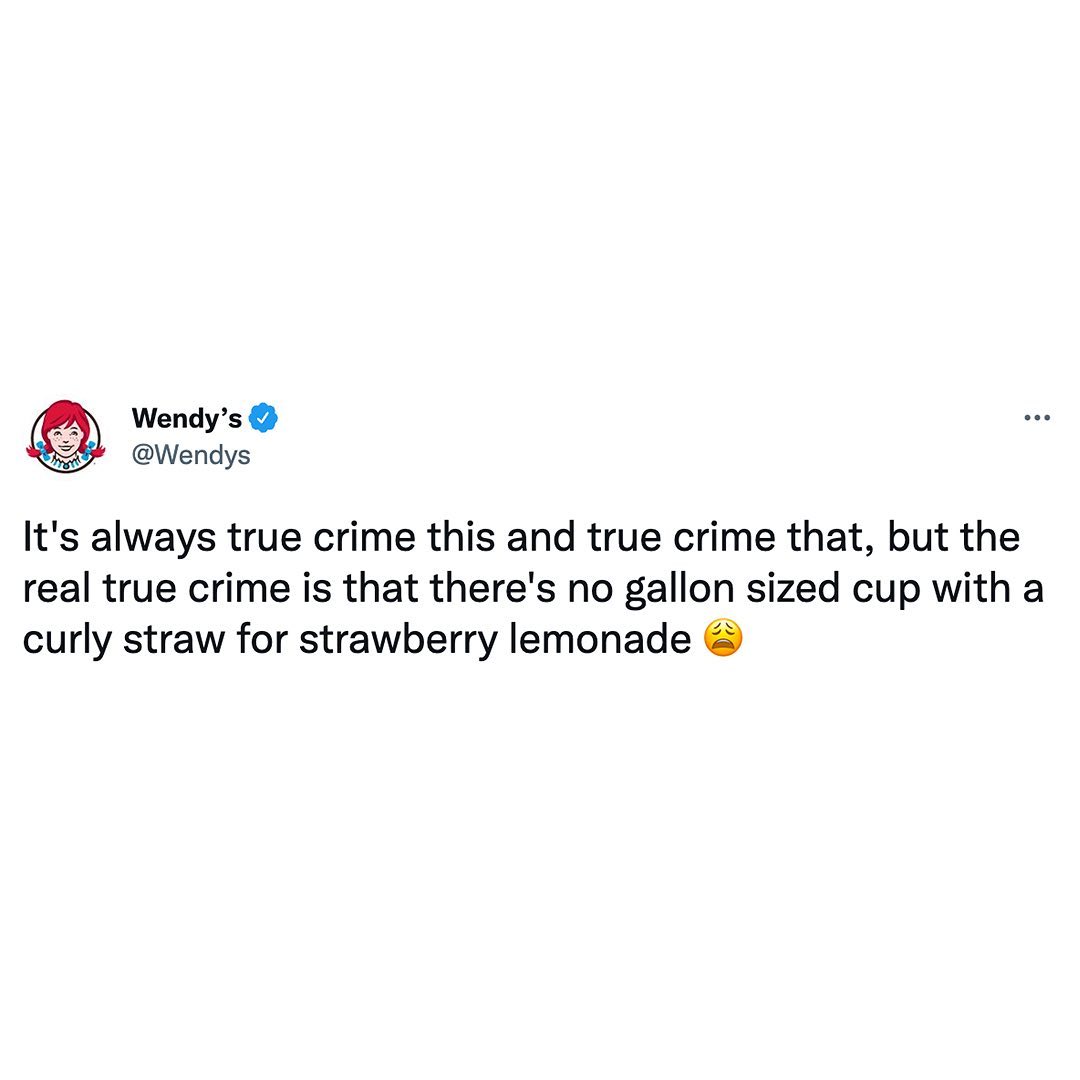 Wendy’s
@Wendys
It's always true crime this and true crime that, but the
real true crime is that there's no gallon sized cup with a
curly straw for strawberry lemonade 😩